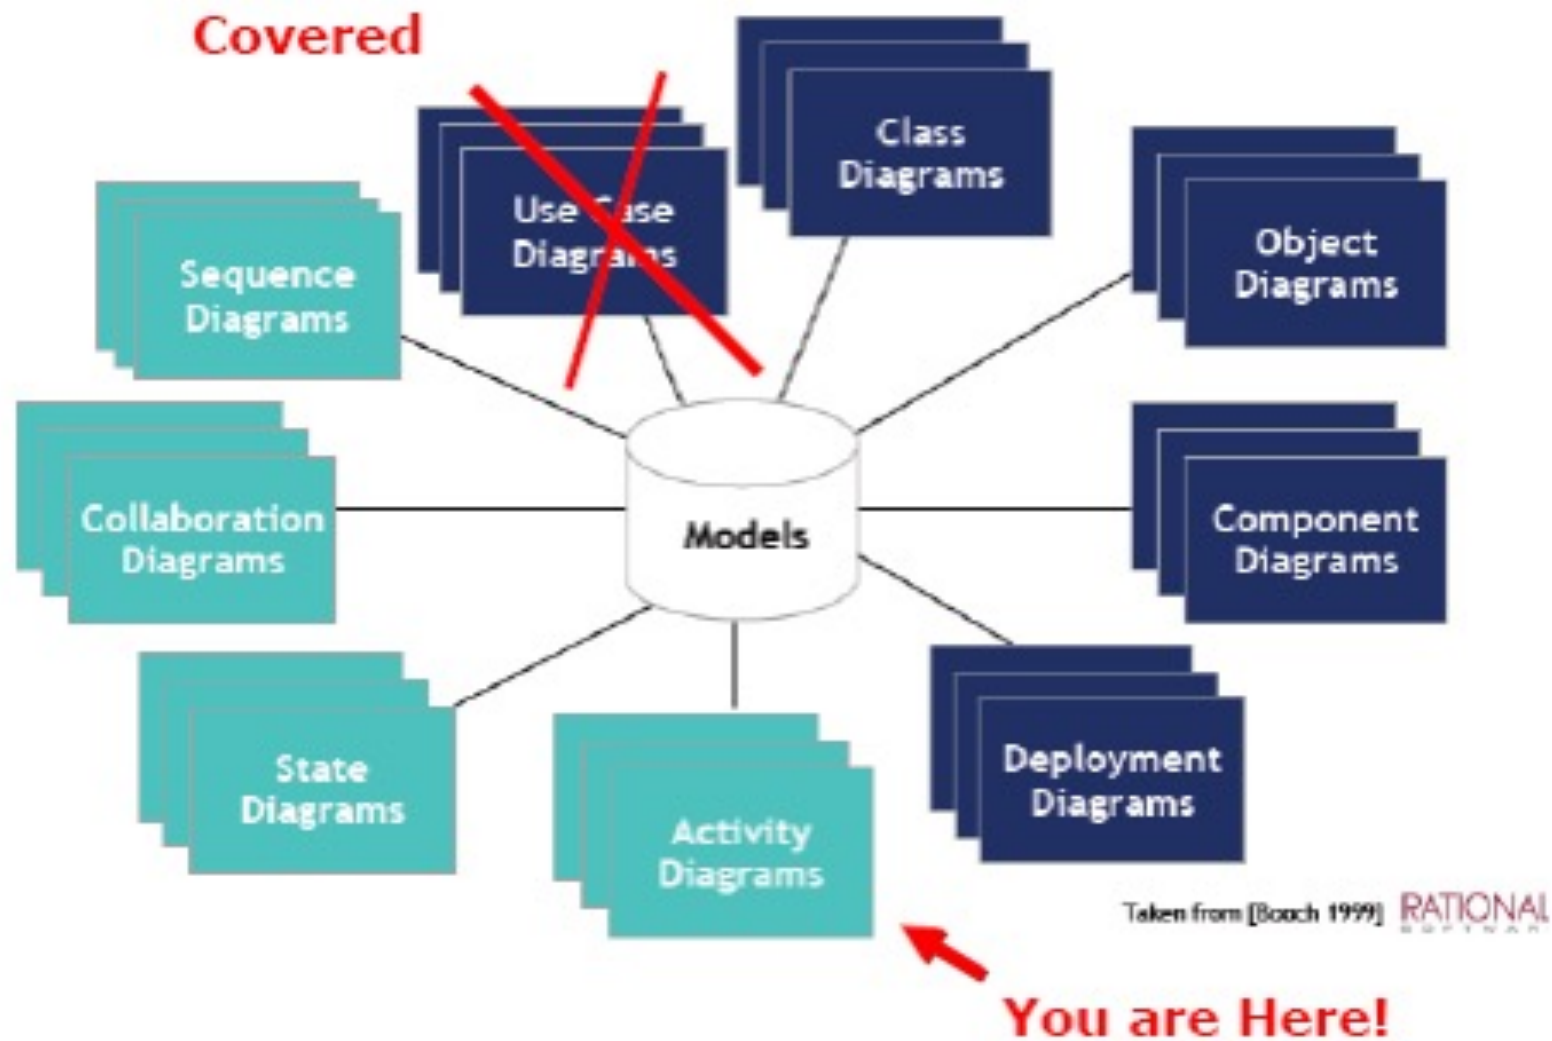 Covered
Class
Diagrams
Use Case
Diagrams
Object
Diagrams
Sequence
Diagrams
Collaboration
Diagrams
Models
Component
Diagrams
State
Diagrams
Activity
Diagrams
Deployment
Diagrams
Taken from [Booch 1999]
RATIONAL
You are Here!